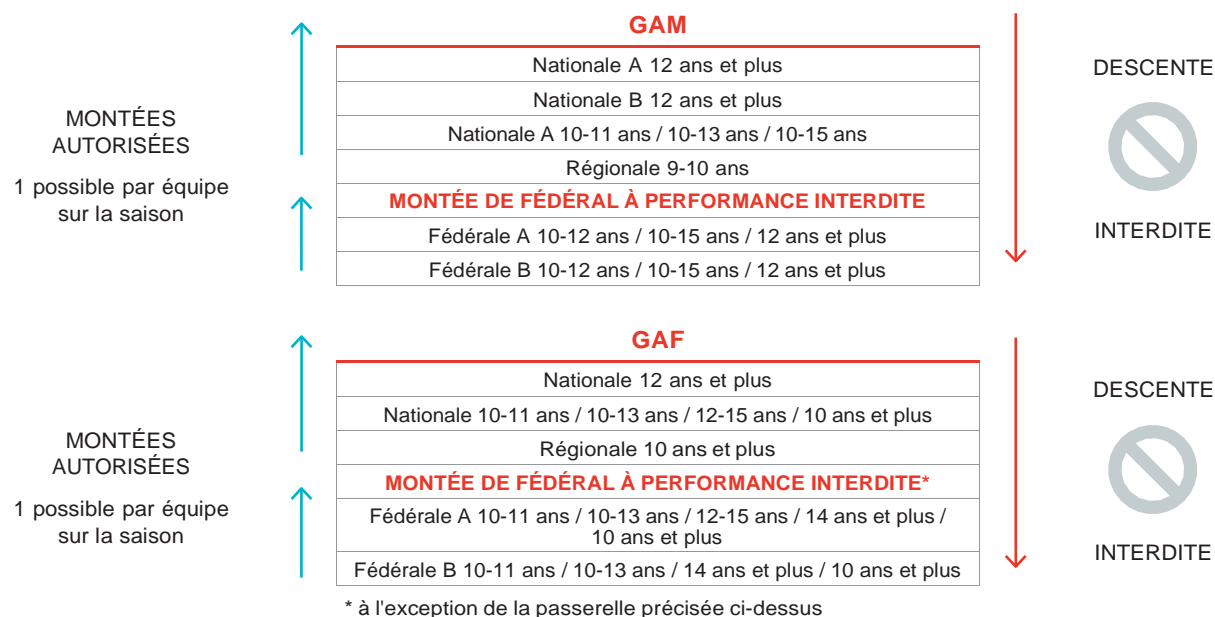 GAM
Nationale A 12 ans et plus
Nationale B 12 ans et plus
Nationale A 10-11 ans / 10-13 ans / 10-15 ans
Régionale 9-10 ans
MONTÉE DE FÉDÉRAL À PERFORMANCE INTERDITE
Fédérale A 10-12 ans / 10-15 ans / 12 ans et plus
Fédérale B 10-12 ans / 10-15 ans / 12 ans et plus
MONTÉES
AUTORISÉES
1 possible par équipe
sur la saison
DESCENTE
INTERDITE
GAF
Nationale 12 ans et plus
Nationale 10-11 ans / 10-13 ans / 12-15 ans / 10 ans et plus
Régionale 10 ans et plus
MONTÉE DE FÉDÉRAL À PERFORMANCE INTERDITE*
Fédérale A 10-11 ans / 10-13 ans / 12-15 ans / 14 ans et plus /
10 ans et plus
Fédérale B 10-11 ans / 10-13 ans / 14 ans et plus / 10 ans et plus
MONTÉES
AUTORISÉES
1 possible par équipe
sur la saison
DESCENTE
INTERDITE
* à l'exception de la passerelle précisée ci-dessus